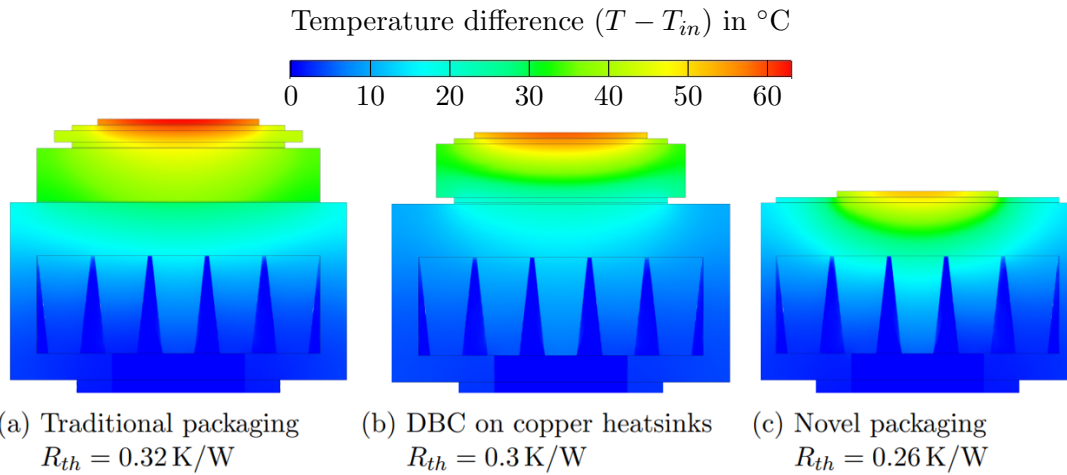 Temperature difference (T − T_in) in °C
0 10 20 30 40 50 60
(a) Traditional packaging
R_th = 0.32 K/W
(b) DBC on copper heatsinks
R_th = 0.3 K/W
(c) Novel packaging
R_th = 0.26 K/W